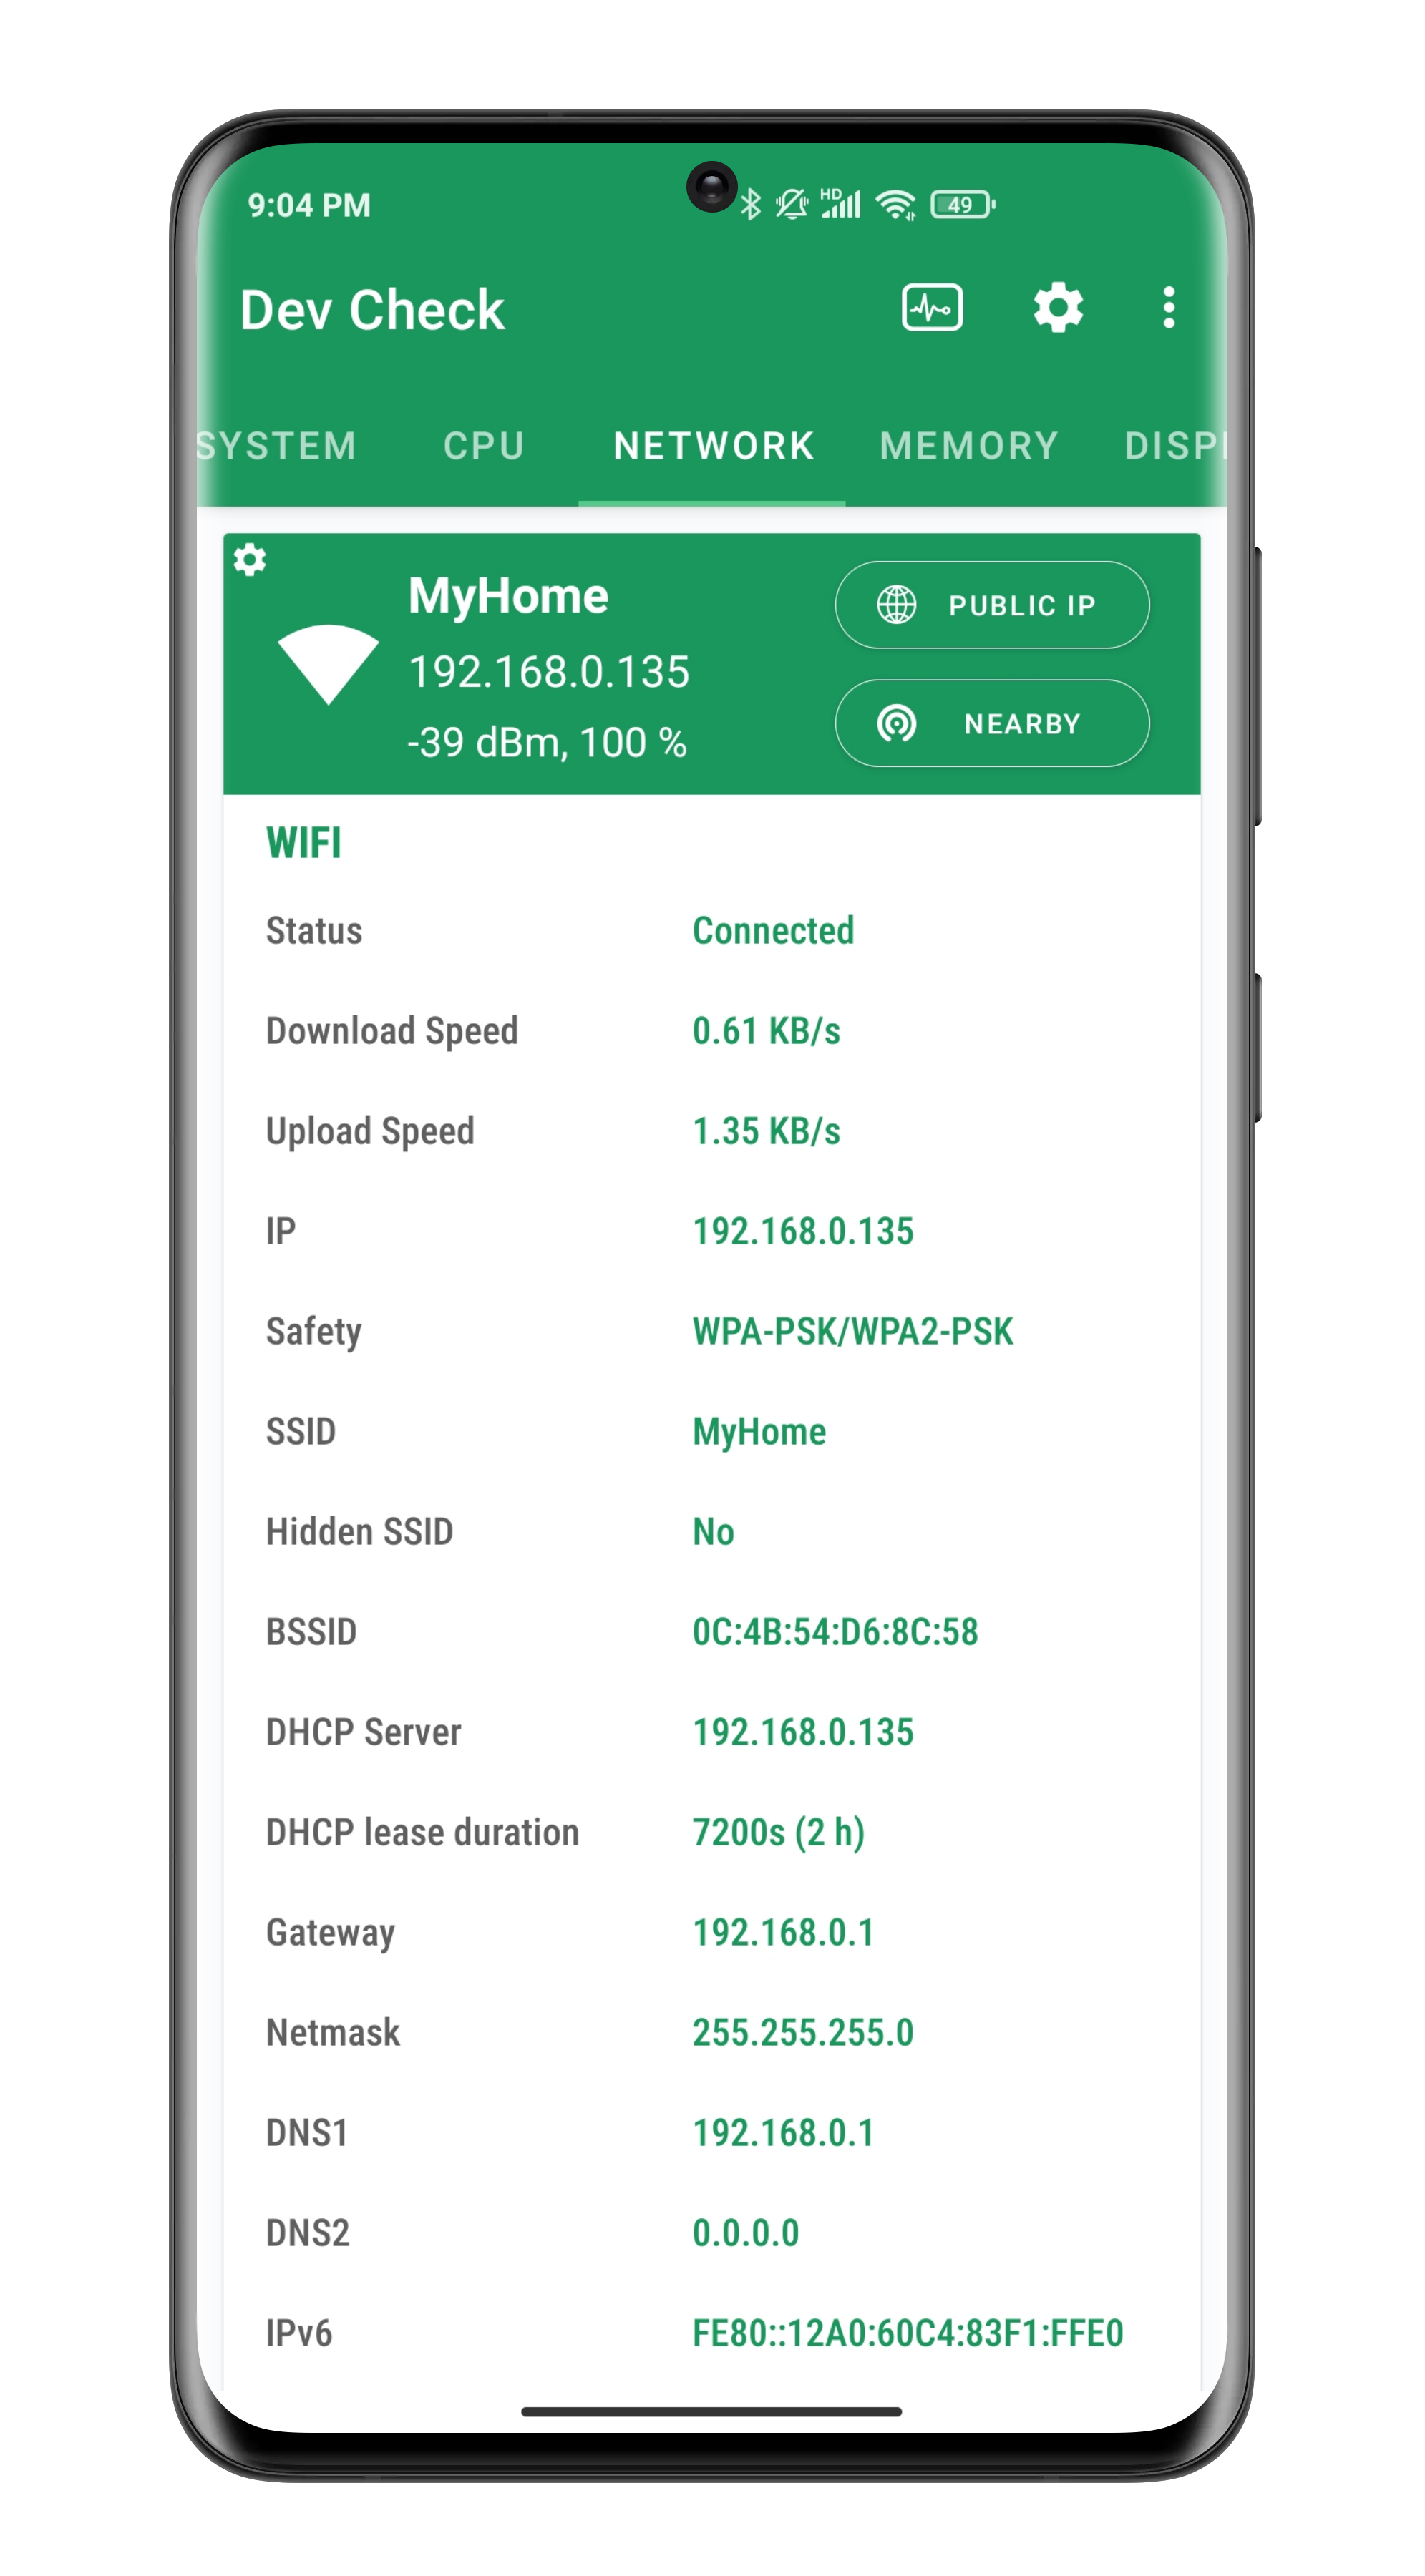 9:04 PM HD 49
Dev Check
SYSTEM CPU NETWORK MEMORY DISPL
MyHome
PUBLIC IP
192.168.0.135
-39 dBm, 100 %
NEARBY
WIFI
Status Connected
Download Speed 0.61 KB/s
Upload Speed 1.35 KB/s
IP 192.168.0.135
Safety WPA-PSK/WPA2-PSK
SSID MyHome
Hidden SSID No
BSSID 0C:4B:54:D6:8C:58
DHCP Server 192.168.0.135
DHCP lease duration 7200s (2 h)
Gateway 192.168.0.1
Netmask 255.255.255.0
DNS1 192.168.0.1
DNS2 0.0.0.0
IPv6 FE80::12A0:60C4:83F1:FFE0